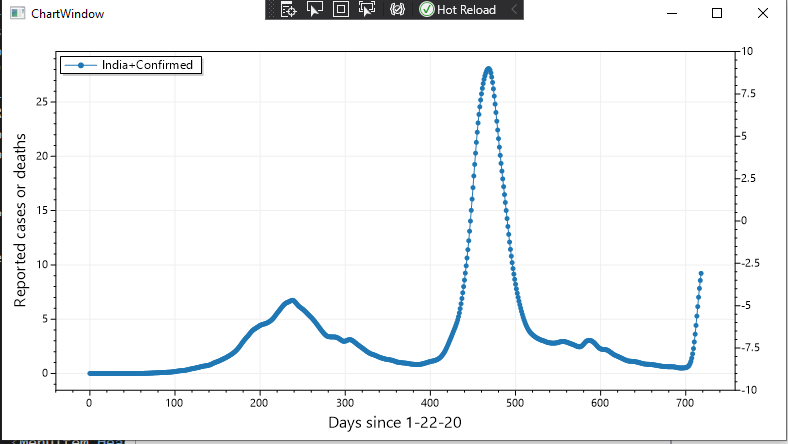 ChartWindow
Hot Reload
India+Confirmed
Reported cases or deaths
25
20
15
10
5
0
10
7.5
5
2.5
0
-2.5
-5
-7.5
-10
0 100 200 300 400 500 600 700
Days since 1-22-20